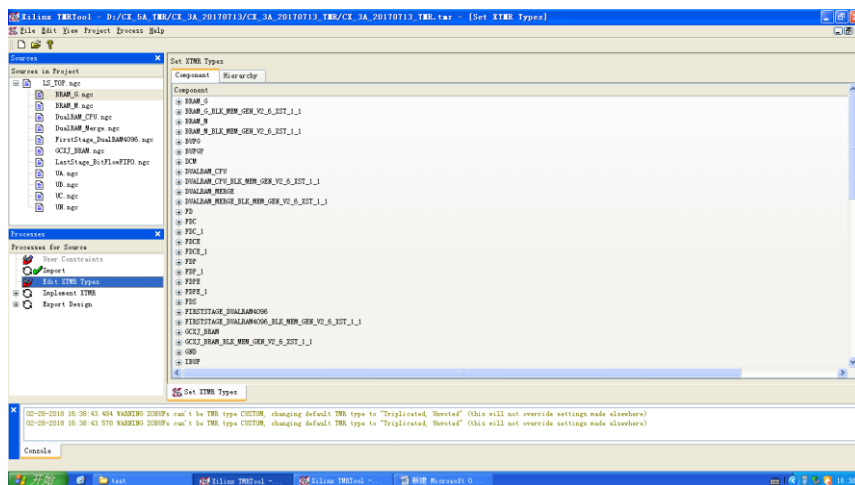 Xilinx TMRTool - D:/CX_5A_TMR/CX_3A_20170713_TMR/CX_3A_20170713_TMR.tmr - [Set XTMR Types]
File Edit View Project Process Help
Sources
Sources in Project
LS_TOP.ngc
BRAM_G.ngc
BRAM_M.ngc
DualRAM_CPU.ngc
DualRAM_Merge.ngc
FirstStage_DualRAM4096.ngc
GCXJ_BRAM.ngc
LastStage_BitFlowFIFO.ngc
UA.ngc
UB.ngc
UC.ngc
UN.ngc
Processes
Processes for Source
User Constraints
Import
Edit XTMR Types
Implement XTMR
Export Design
Set XTMR Types
Component Hierarchy
Component
BRAM_G
BRAM_G_BLK_MEM_GEN_V2_6_XST_1_1
BRAM_M
BRAM_M_BLK_MEM_GEN_V2_6_XST_1_1
BUFG
BUFGP
DCM
DUALRAM_CPU
DUALRAM_CPU_BLK_MEM_GEN_V2_6_XST_1_1
DUALRAM_MERGE
DUALRAM_MERGE_BLK_MEM_GEN_V2_6_XST_1_1
FD
FDC
FDC_1
FDCE
FDCE_1
FDP
FDP_1
FDPE
FDPE_1
FDS
FIRSTSTAGE_DUALRAM4096
FIRSTSTAGE_DUALRAM4096_BLK_MEM_GEN_V2_6_XST_1_1
GCXJ_BRAM
GCXJ_BRAM_BLK_MEM_GEN_V2_6_XST_1_1
GND
IBUF
Set XTMR Types
02-28-2018 16:38:43.484 WARNING IOBUFs can't be TMR type CUSTOM, changing default TMR type to "Triplicated, Unvoted" (this will not override settings made elsewhere)
02-28-2018 16:38:43.578 WARNING IOBUFs can't be TMR type CUSTOM, changing default TMR type to "Triplicated, Unvoted" (this will not override settings made elsewhere)
Console
开始 test Xilinx TMRTool -... Xilinx TMRTool -... 新建 Microsoft O... 16:38